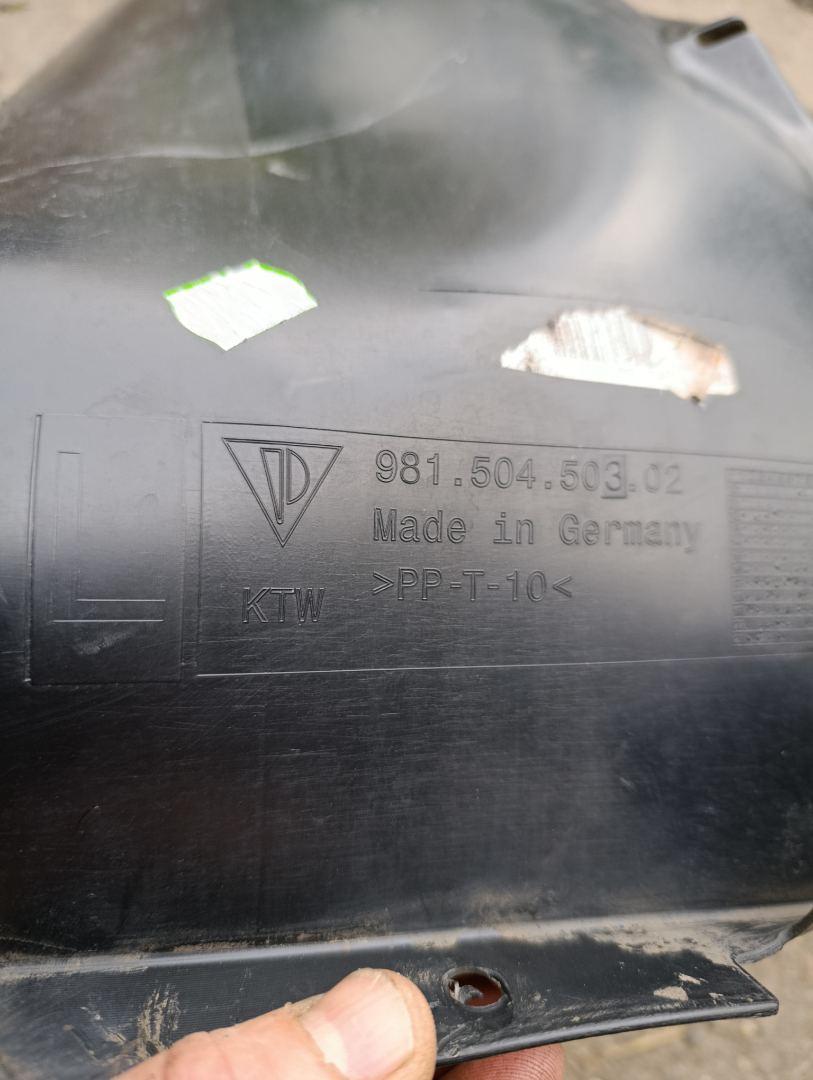 L
981.504.503.02
Made in Germany
KTW
>PP-T-10<